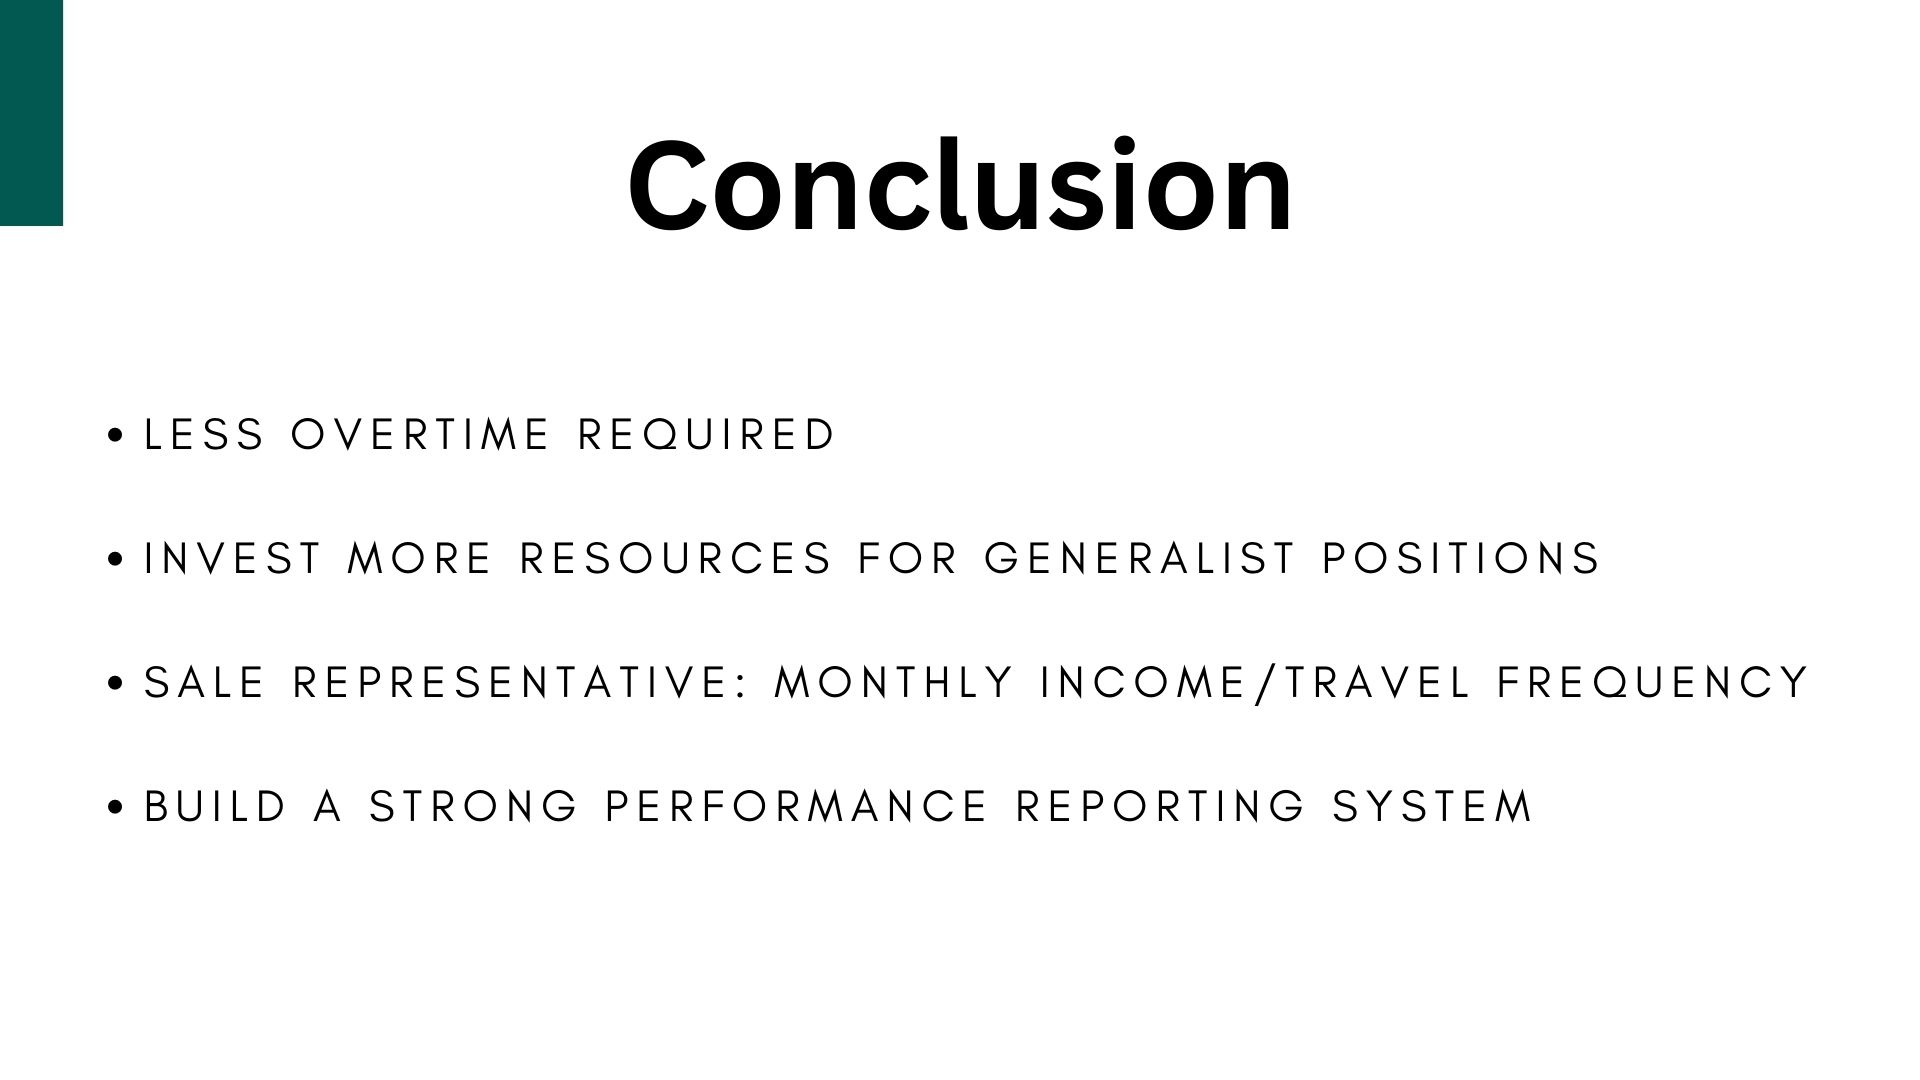 Conclusion
• LESS OVERTIME REQUIRED
• INVEST MORE RESOURCES FOR GENERALIST POSITIONS
• SALE REPRESENTATIVE: MONTHLY INCOME/TRAVEL FREQUENCY
• BUILD A STRONG PERFORMANCE REPORTING SYSTEM